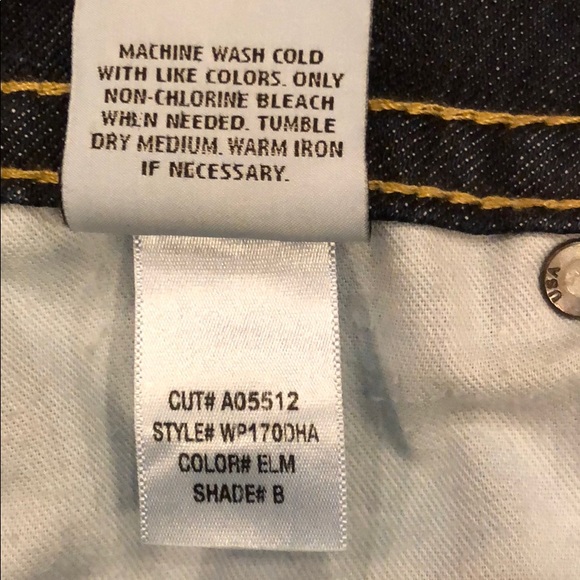 MACHINE WASH COLD
WITH LIKE COLORS. ONLY
NON-CHLORINE BLEACH
WHEN NEEDED. TUMBLE
DRY MEDIUM. WARM IRON
IF NECESSARY.
USA
CUT# A05512
STYLE# WP170DHA
COLOR# ELM
SHADE# B